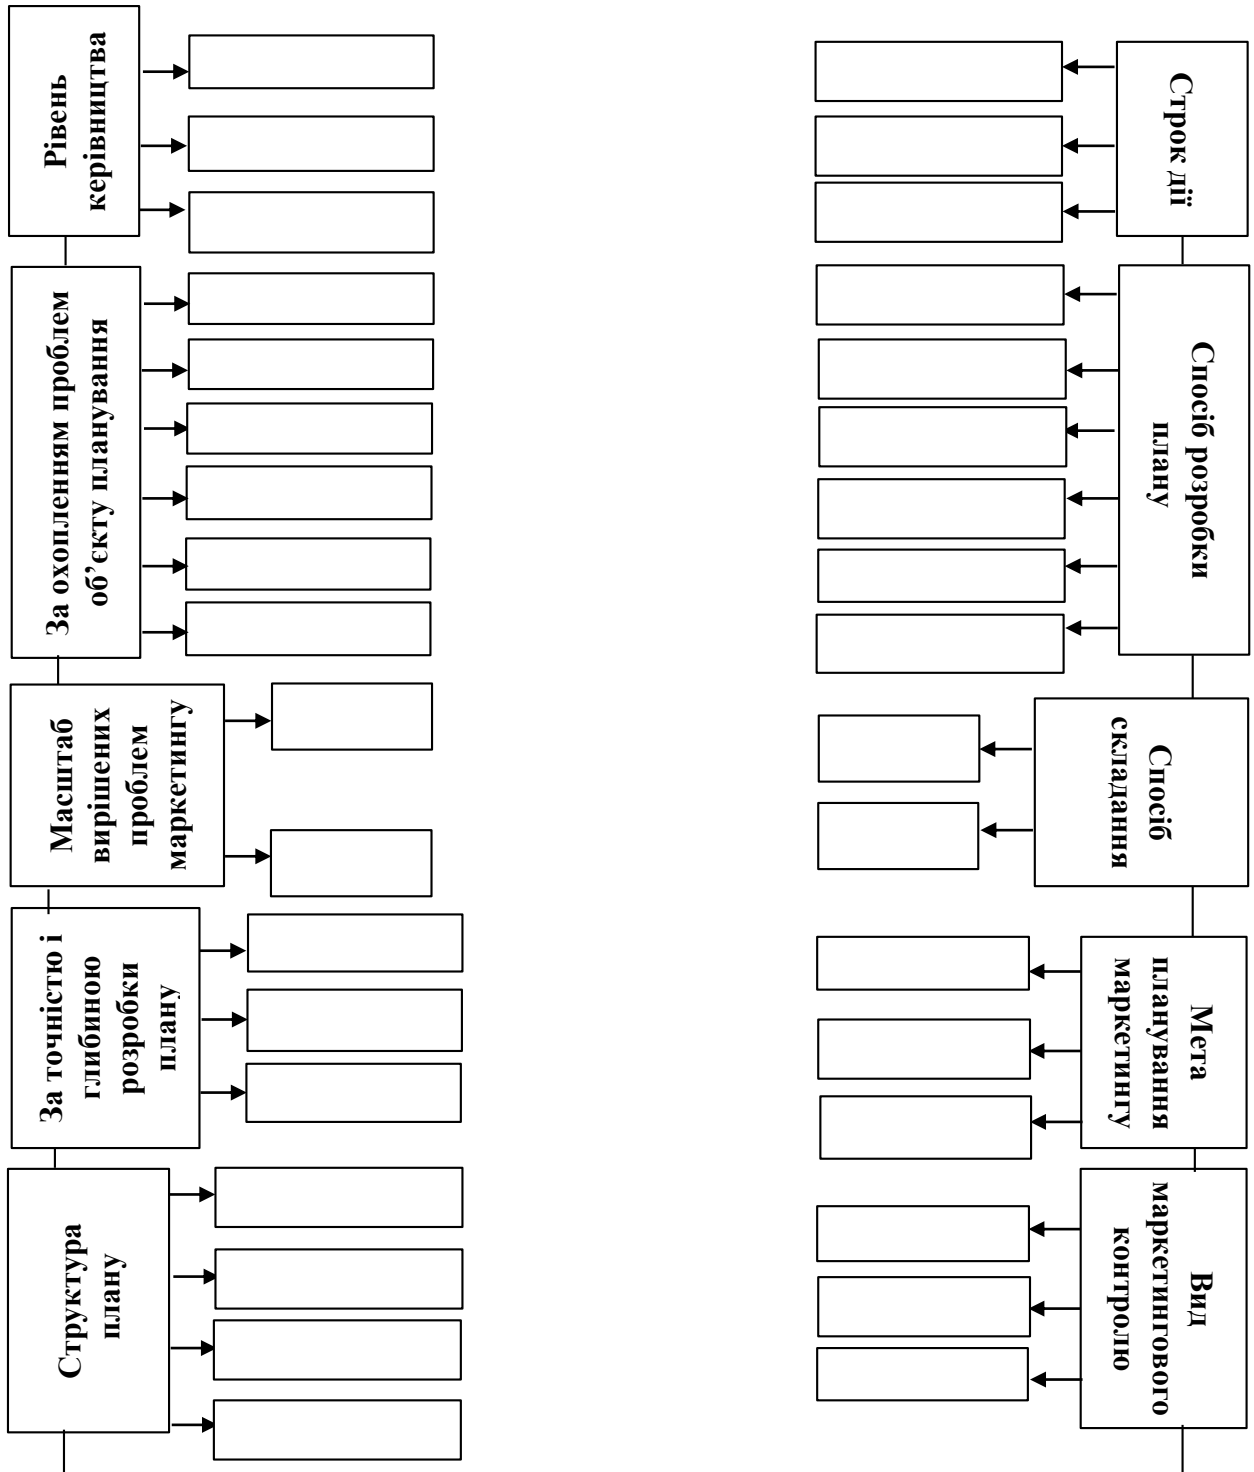 Рівень
керівництва
За охопленням проблем
об’єкту планування
Масштаб
вирішених
проблем
маркетингу
За точністю і
глибиною
розробки
плану
Структура
плану
Строк дії
Спосіб розробки
плану
Спосіб
складання
Мета
планування
маркетингу
Вид
маркетингового
контролю